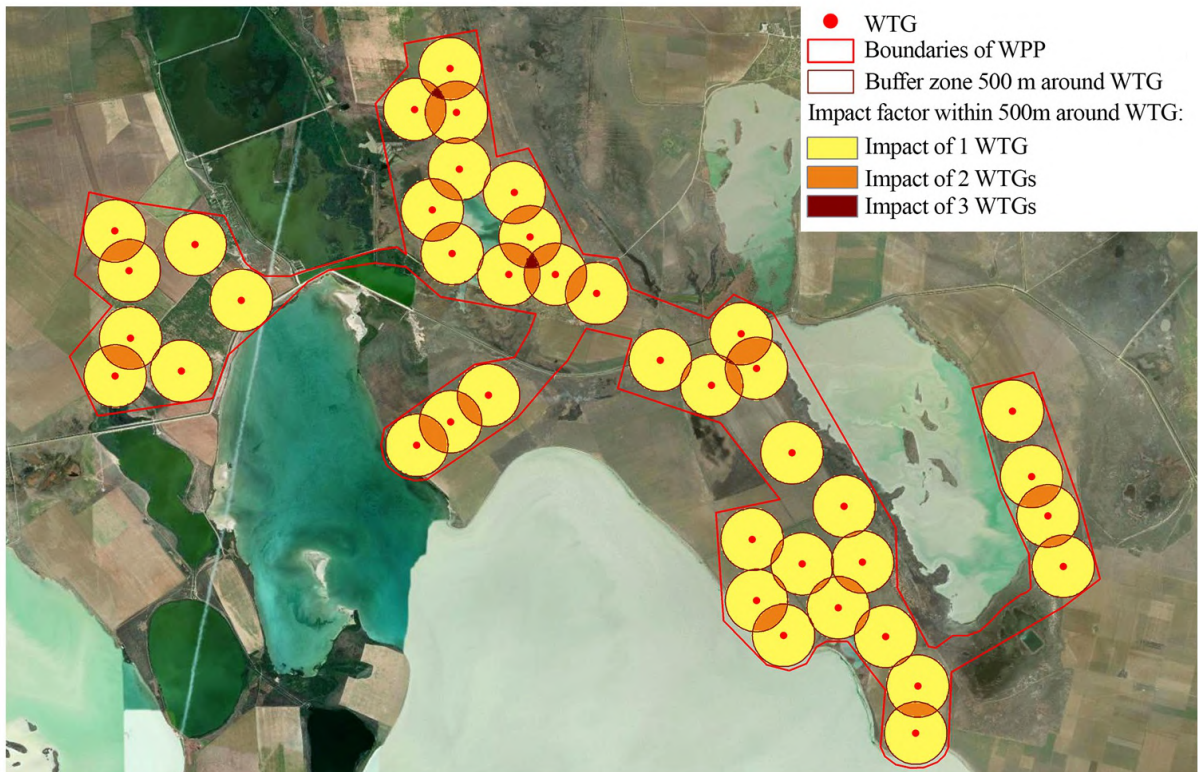 WTG
Boundaries of WPP
Buffer zone 500 m around WTG
Impact factor within 500m around WTG:
Impact of 1 WTG
Impact of 2 WTGs
Impact of 3 WTGs